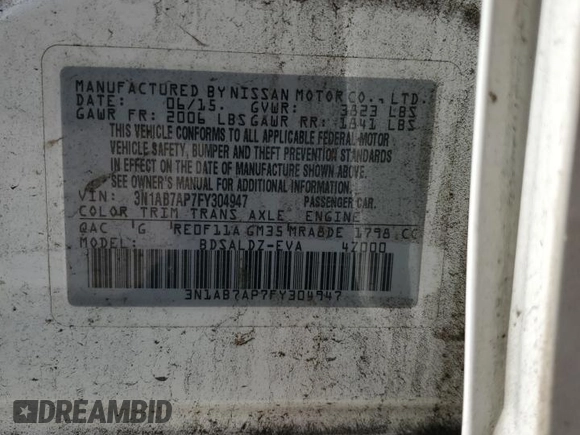 MANUFACTURED BY NISSAN MOTOR CO., LTD.
DATE: 06/15. GVWR: 3823 LBS
GAWR FR: 2006 LBS GAWR RR: 1841 LBS
THIS VEHICLE CONFORMS TO ALL APPLICABLE FEDERAL MOTOR
VEHICLE SAFETY, BUMPER AND THEFT PREVENTION STANDARDS
IN EFFECT ON THE DATE OF MANUFACTURE SHOWN ABOVE.
SEE OWNER'S MANUAL FOR ADDITIONAL INFORMATION.
VIN: 3N1AB7AP7FY304947 PASSENGER CAR.
COLOR TRIM TRANS AXLE ENGINE
QAC G RE0F11A GM35 MRA8DE 1798 CC
MODEL BDSALDZ-EVA 4Z000
3N1AB7AP7FY304947
DREAMBID